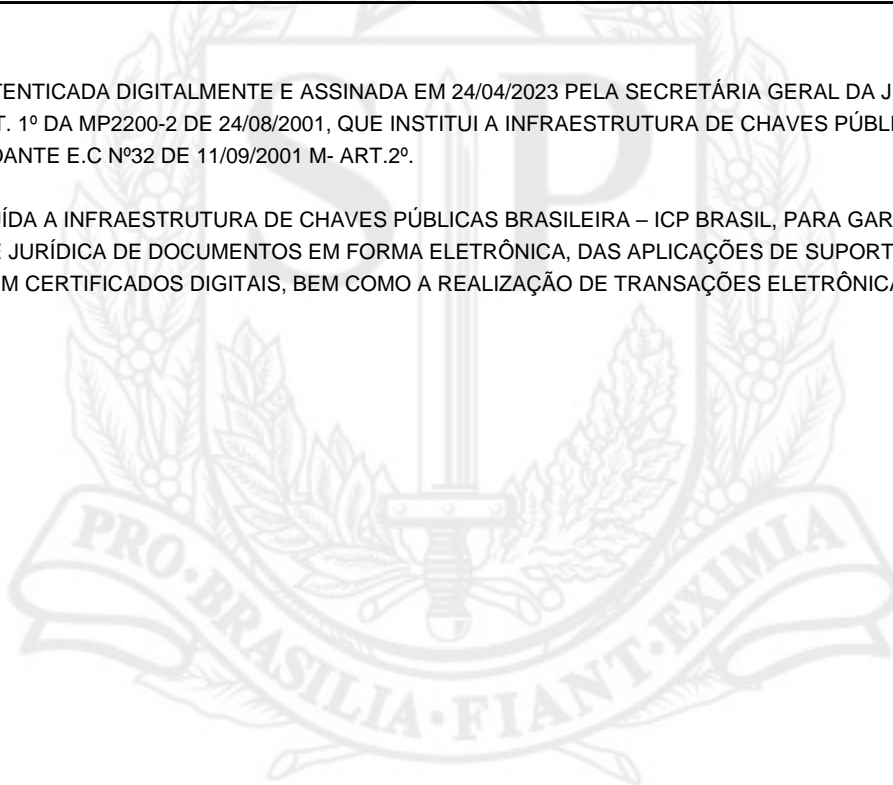 TENTICADA DIGITALMENTE E ASSINADA EM 24/04/2023 PELA SECRETÁRIA GERAL DA J
T. 1º DA MP2200-2 DE 24/08/2001, QUE INSTITUI A INFRAESTRUTURA DE CHAVES PÚBL
DANTE E.C Nº32 DE 11/09/2001 M- ART.2º.
UÍDA A INFRAESTRUTURA DE CHAVES PÚBLICAS BRASILEIRA – ICP BRASIL, PARA GAR
E JURÍDICA DE DOCUMENTOS EM FORMA ELETRÔNICA, DAS APLICAÇÕES DE SUPORT
M CERTIFICADOS DIGITAIS, BEM COMO A REALIZAÇÃO DE TRANSAÇÕES ELETRÔNICA
SP
PRO·BRASILIA·FIANT·EXIMIA